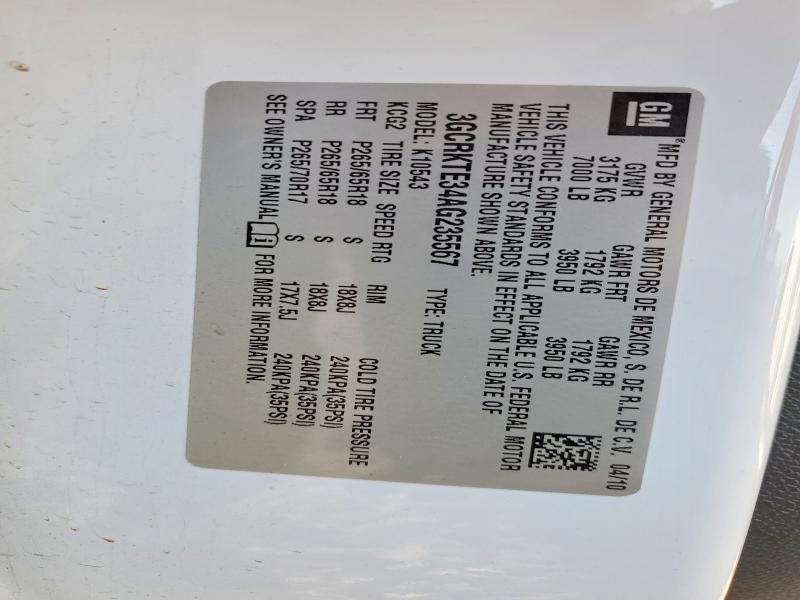 GM
® MFD BY GENERAL MOTORS DE MEXICO, S. DE R.L. DE C.V. 04/10
GVWR GAWR FRT GAWR RR
3175 KG 1792 KG 1792 KG
7000 LB 3950 LB 3950 LB
THIS VEHICLE CONFORMS TO ALL APPLICABLE U.S. FEDERAL MOTOR
VEHICLE SAFETY STANDARDS IN EFFECT ON THE DATE OF
MANUFACTURE SHOWN ABOVE.
3GCRKTE34AG235567 TYPE: TRUCK
MODEL: K10543
KCG2 TIRE SIZE SPEED RTG RIM COLD TIRE PRESSURE
FRT P265/65R18 S 18X8J 240KPA(35PSI)
RR P265/65R18 S 18X8J 240KPA(35PSI)
SPA P265/70R17 S 17X7.5J 240KPA(35PSI)
SEE OWNER'S MANUAL FOR MORE INFORMATION.